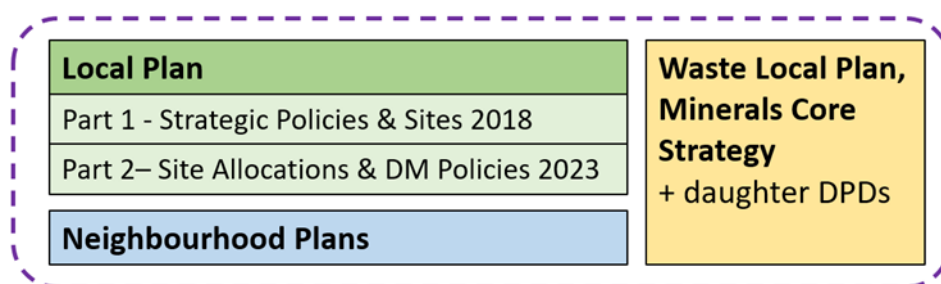 Local Plan
Part 1 - Strategic Policies & Sites 2018
Part 2– Site Allocations & DM Policies 2023
Neighbourhood Plans
Waste Local Plan,
Minerals Core
Strategy
+ daughter DPDs